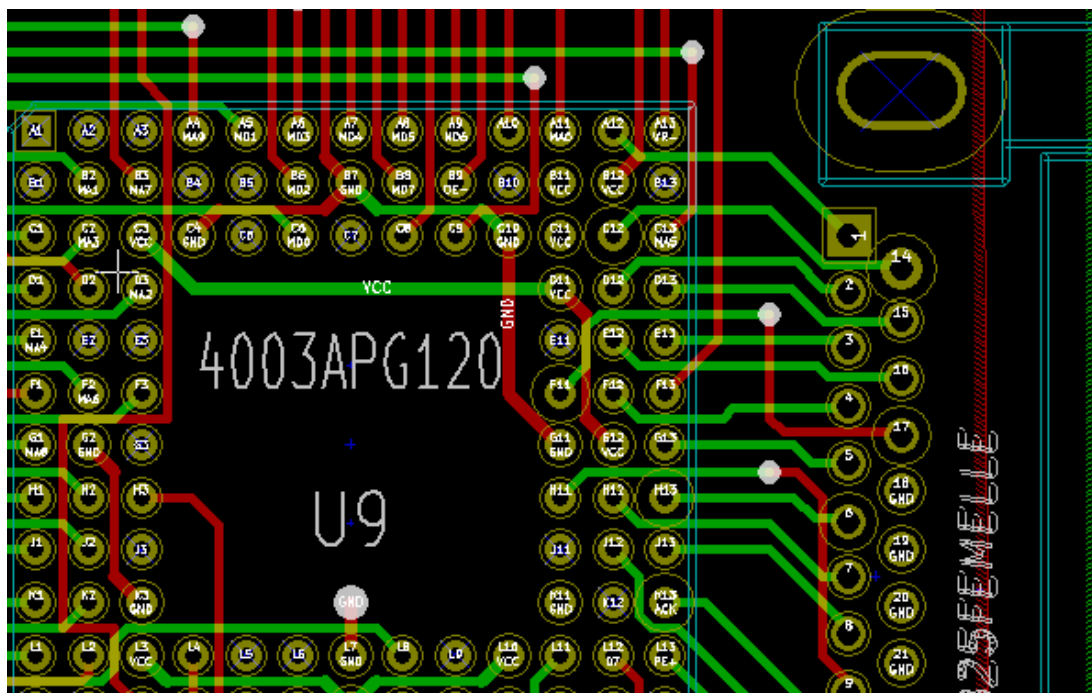 A1 A2 A3 A4 A5 A6 A7 A8 A9 A10 A11 A12 A13
MA9 MD1 MD3 MD4 MD5 MD6 MA0 VR-
B1 B2 B3 B4 B5 B6 B7 B8 B9 B10 B11 B12 B13
MA1 MA7 MD2 GND MD7 OE- VCC VCC
C1 C2 C3 C4 C5 C6 C7 C8 C9 C10 C11 C12 C13 1
MA3 VCC GND MD0 GND VCC MA5
14
D1 D2 D3 D11 D12 D13 2
MA2 VCC
VCC
GND
15
E1 E2 E3 E11 E12 E13 3
MA4
4003APG120
16
F1 F2 F3 F11 F12 F13 4
MA6
17
G1 G2 G3 G11 G12 G13 5
MA8 GND GND VCC
18
GND
H1 H2 H3 H11 H12 H13 6
U9
19
GND
J1 J2 J3 J11 J12 J13 7
K1 K2 K3 GND K11 K12 K13 20
GND GND ACK GND
8
L1 L2 L3 L4 L5 L6 L7 L8 L9 L10 L11 L12 L13 21
VCC GND VCC D7 PE+ GND
9
25FEMELLE